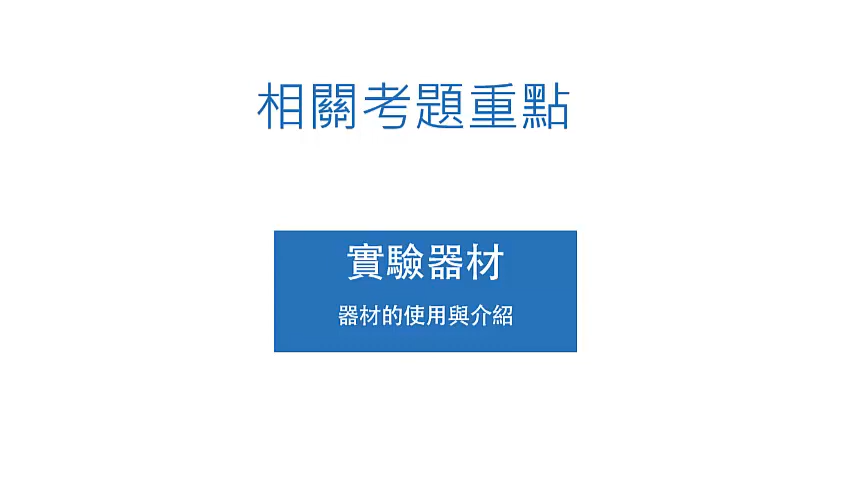 相關考題重點
實驗器材
器材的使用與介紹